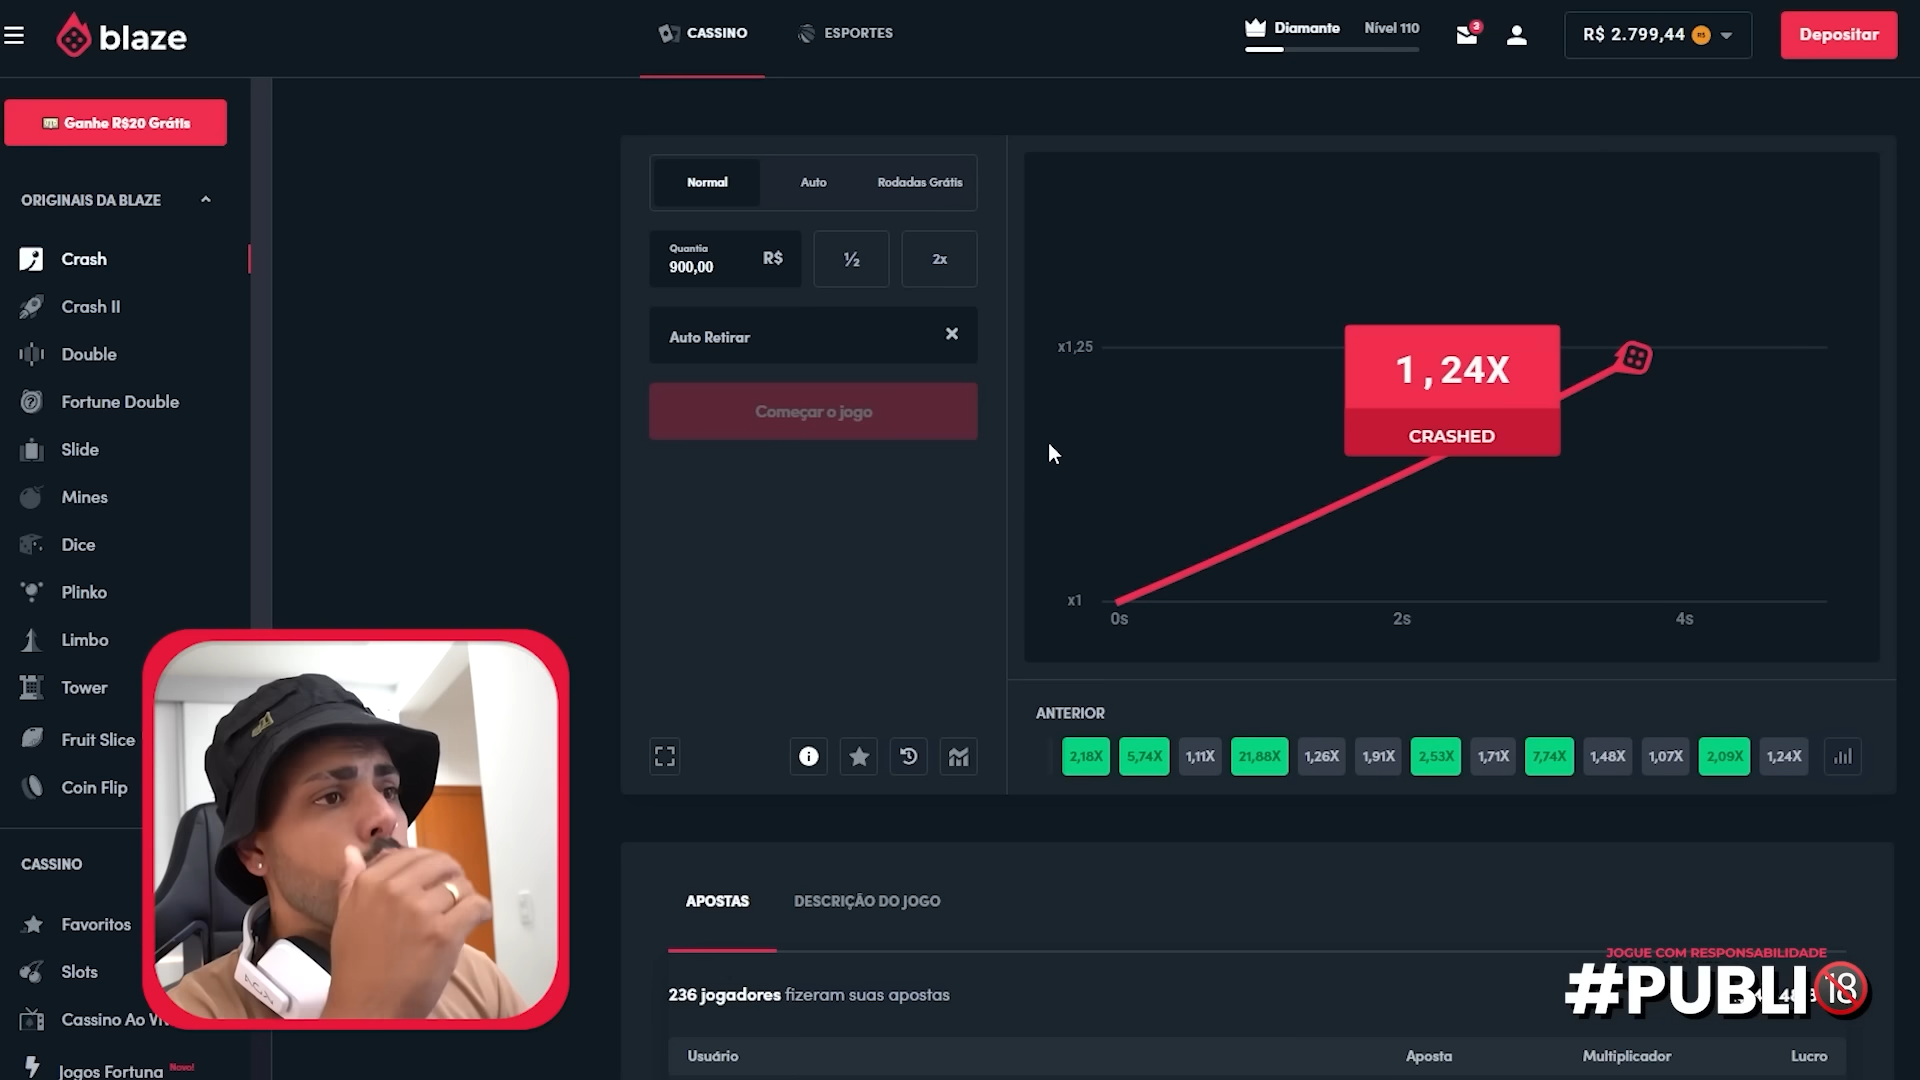 blaze
CASSINO
ESPORTES
Diamante
Nível 110
3
R$ 2.799,44
Depositar
Ganhe R$20 Grátis
ORIGINAIS DA BLAZE
Crash
Crash II
Double
Fortune Double
Slide
Mines
Dice
Plinko
Limbo
Tower
Fruit Slice
Coin Flip
CASSINO
Favoritos
Slots
Cassino Ao Vi
Jogos Fortuna Novo!
Normal
Auto
Rodadas Grátis
Quantia
900,00
R$
½
2x
Auto Retirar
Começar o jogo
x1,25
1,24X
CRASHED
x1
0s
2s
4s
ANTERIOR
2,18X
5,74X
1,11X
21,88X
1,26X
1,91X
2,53X
1,71X
7,74X
1,48X
1,07X
2,09X
1,24X
APOSTAS
DESCRIÇÃO DO JOGO
236 jogadores fizeram suas apostas
JOGUE COM RESPONSABILIDADE
#PUBLI 18
Usuário
Aposta
Multiplicador
Lucro